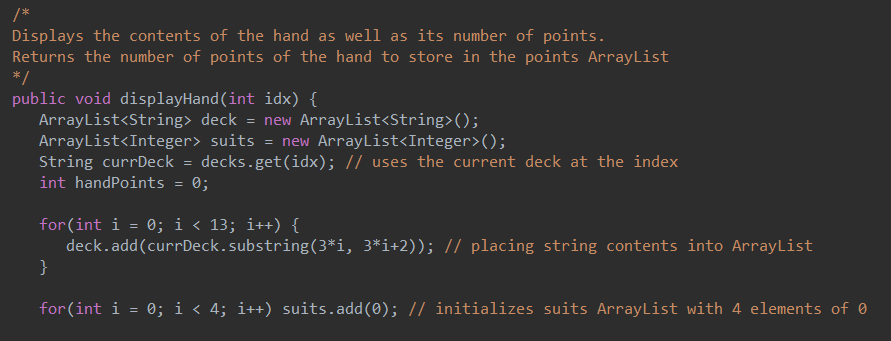 /*
Displays the contents of the hand as well as its number of points.
Returns the number of points of the hand to store in the points ArrayList
*/
public void displayHand(int idx) {
ArrayList<String> deck = new ArrayList<String>();
ArrayList<Integer> suits = new ArrayList<Integer>();
String currDeck = decks.get(idx); // uses the current deck at the index
int handPoints = 0;
for(int i = 0; i < 13; i++) {
deck.add(currDeck.substring(3*i, 3*i+2)); // placing string contents into ArrayList
}
for(int i = 0; i < 4; i++) suits.add(0); // initializes suits ArrayList with 4 elements of 0